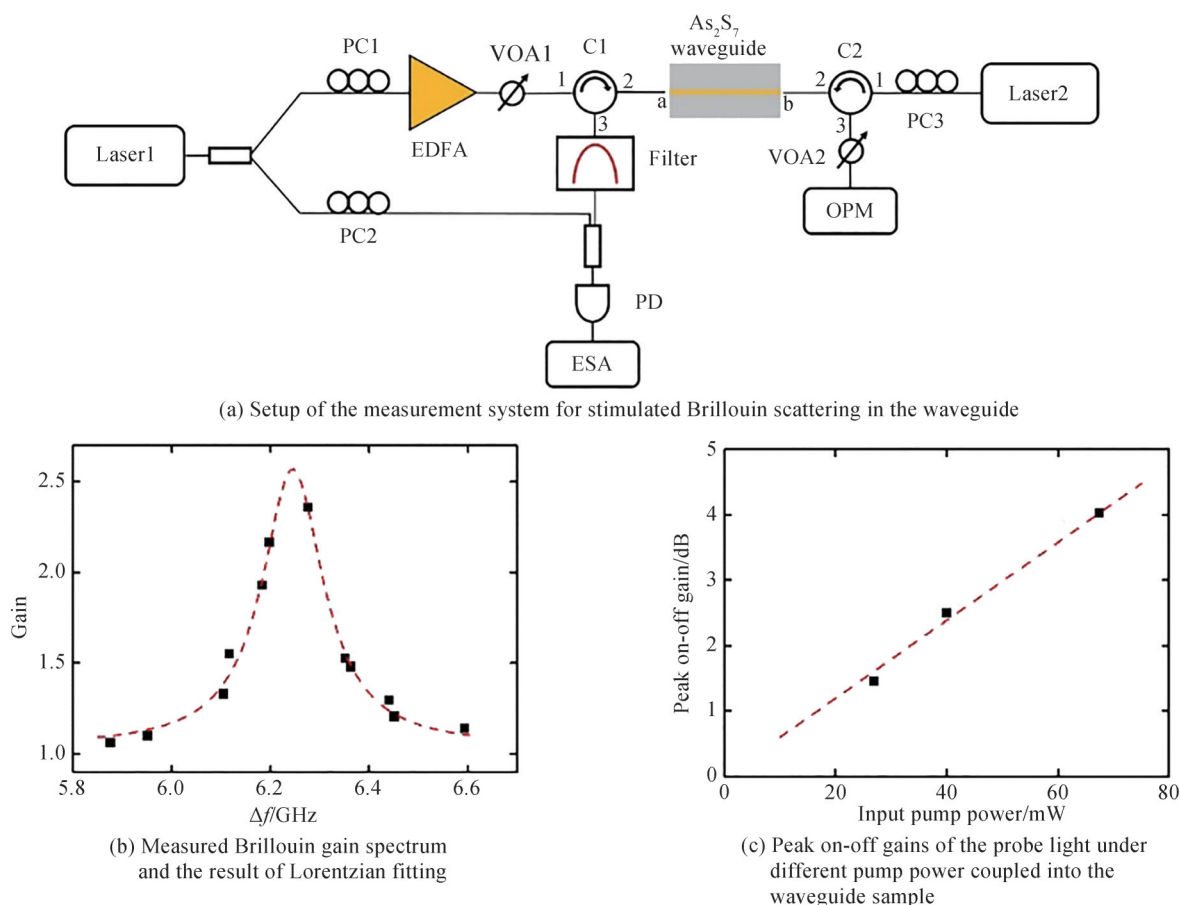 As₂S₇
waveguide
PC1
VOA1
C1
C2
1
2
a
b
2
1
3
3
Laser1
EDFA
Filter
PC3
Laser2
VOA2
OPM
PC2
PD
ESA
(a) Setup of the measurement system for stimulated Brillouin scattering in the waveguide
2.5
2.0
1.5
1.0
Gain
5.8
6.0
6.2
6.4
6.6
Δf/GHz
(b) Measured Brillouin gain spectrum
and the result of Lorentzian fitting
5
4
3
2
1
0
Peak on-off gain/dB
0
20
40
60
80
Input pump power/mW
(c) Peak on-off gains of the probe light under
different pump power coupled into the
waveguide sample